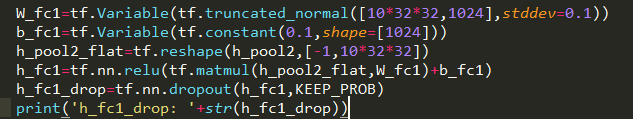 W_fc1=tf.Variable(tf.truncated_normal([10*32*32,1024],stddev=0.1))
b_fc1=tf.Variable(tf.constant(0.1,shape=[1024]))
h_pool2_flat=tf.reshape(h_pool2,[-1,10*32*32])
h_fc1=tf.nn.relu(tf.matmul(h_pool2_flat,W_fc1)+b_fc1)
h_fc1_drop=tf.nn.dropout(h_fc1,KEEP_PROB)
print('h_fc1_drop: '+str(h_fc1_drop))